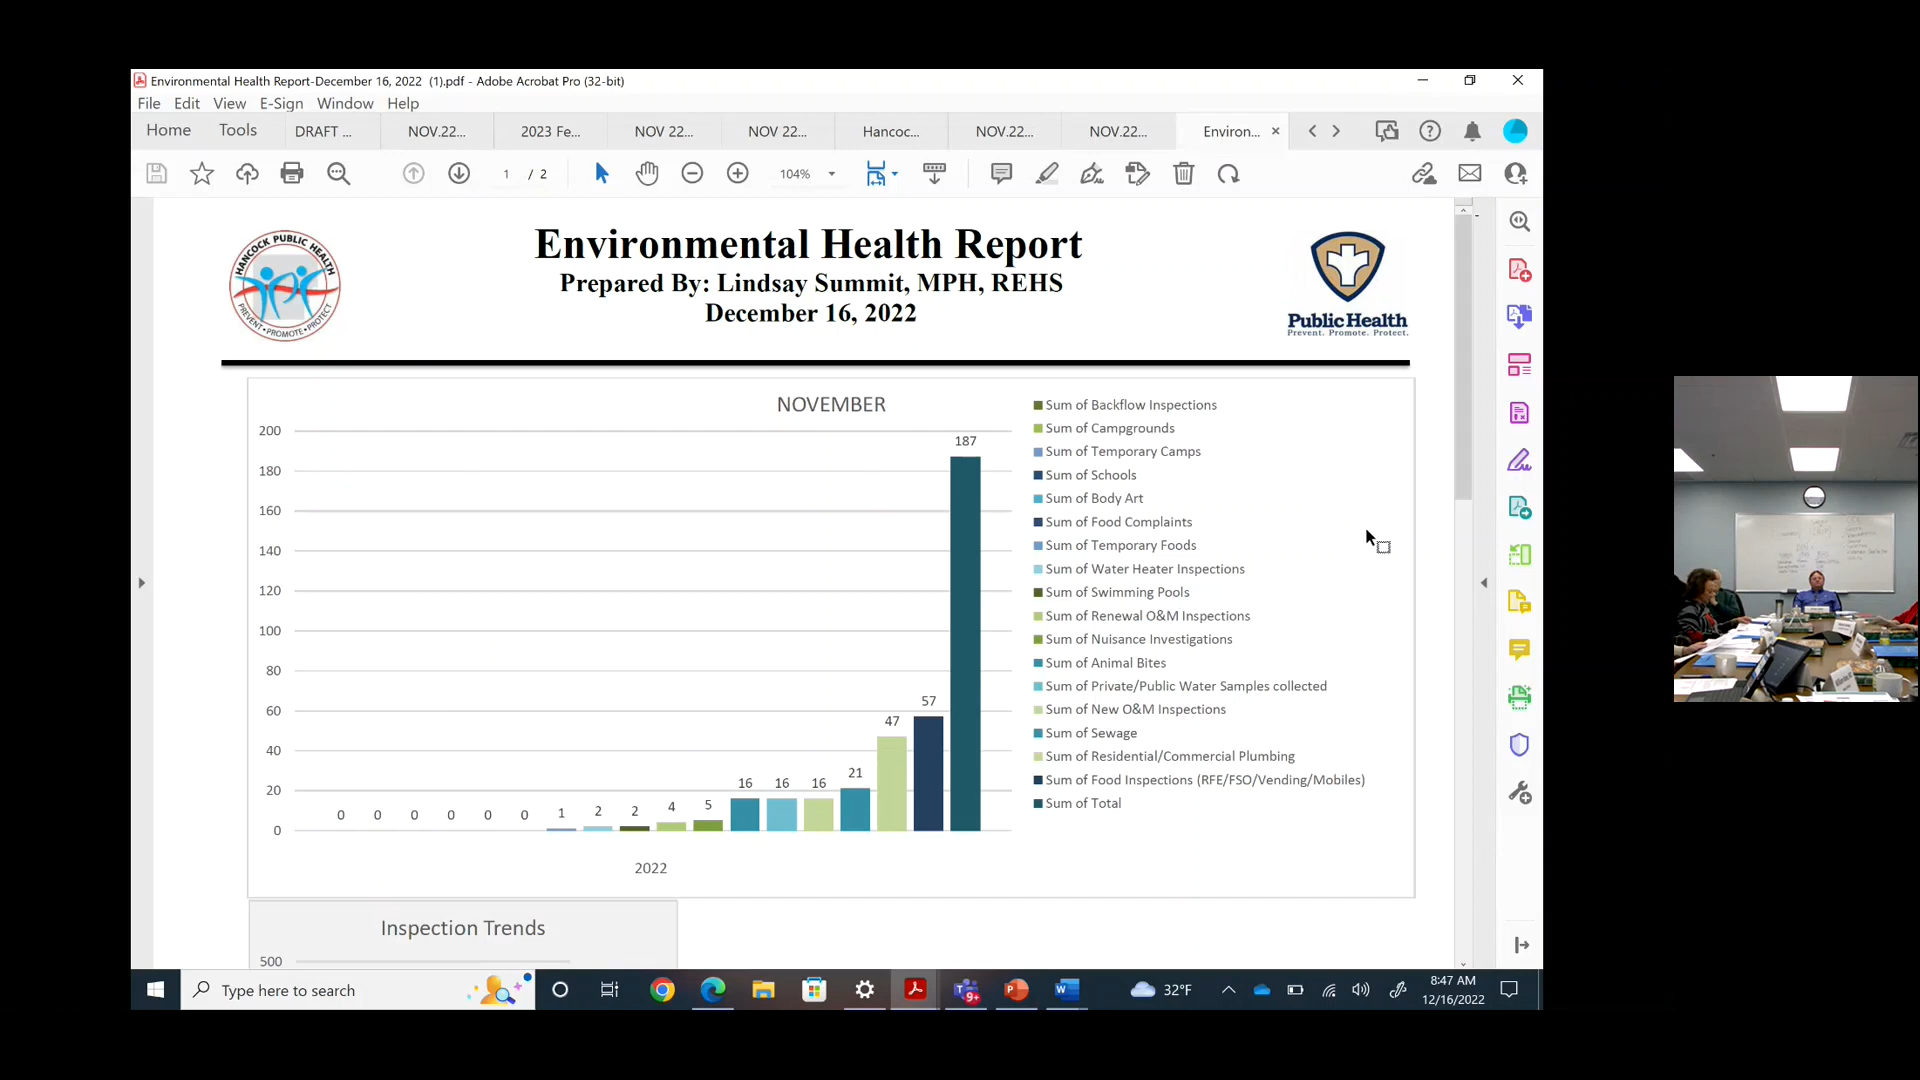 Environmental Health Report-December 16, 2022 (1).pdf - Adobe Acrobat Pro (32-bit)
File Edit View E-Sign Window Help
Home Tools DRAFT ... NOV.22... 2023 Fe... NOV 22... NOV 22... Hancoc... NOV.22... NOV.22... Environ...
1 / 2 104%
HANCOCK PUBLIC HEALTH
PREVENT • PROMOTE • PROTECT
Environmental Health Report
Prepared By: Lindsay Summit, MPH, REHS
December 16, 2022
Public Health
Prevent. Promote. Protect.
NOVEMBER
200
180
160
140
120
100
80
60
40
20
0
0 0 0 0 0 0 1 2 2 4 5 16 16 16 21 47 57 187
2022
Sum of Backflow Inspections
Sum of Campgrounds
Sum of Temporary Camps
Sum of Schools
Sum of Body Art
Sum of Food Complaints
Sum of Temporary Foods
Sum of Water Heater Inspections
Sum of Swimming Pools
Sum of Renewal O&M Inspections
Sum of Nuisance Investigations
Sum of Animal Bites
Sum of Private/Public Water Samples collected
Sum of New O&M Inspections
Sum of Sewage
Sum of Residential/Commercial Plumbing
Sum of Food Inspections (RFE/FSO/Vending/Mobiles)
Sum of Total
Inspection Trends
500
Type here to search
9+
32°F
8:47 AM
12/16/2022